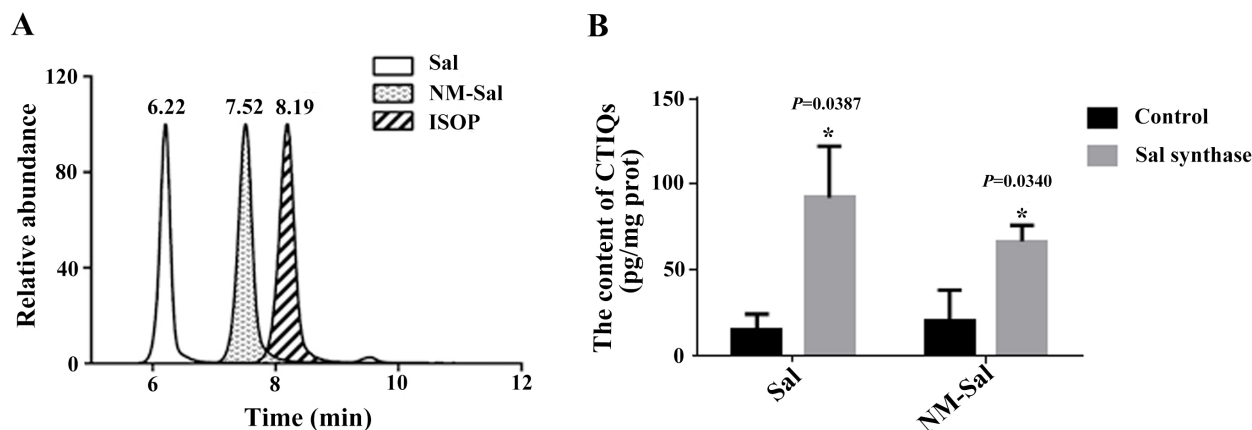 A
Sal
NM-Sal
ISOP
120
80
40
0
6.22
7.52
8.19
6
8
10
12
Relative abundance
Time (min)
B
P=0.0387
*
P=0.0340
*
Control
Sal synthase
150
100
50
0
The content of CTIQs
(pg/mg prot)
Sal
NM-Sal